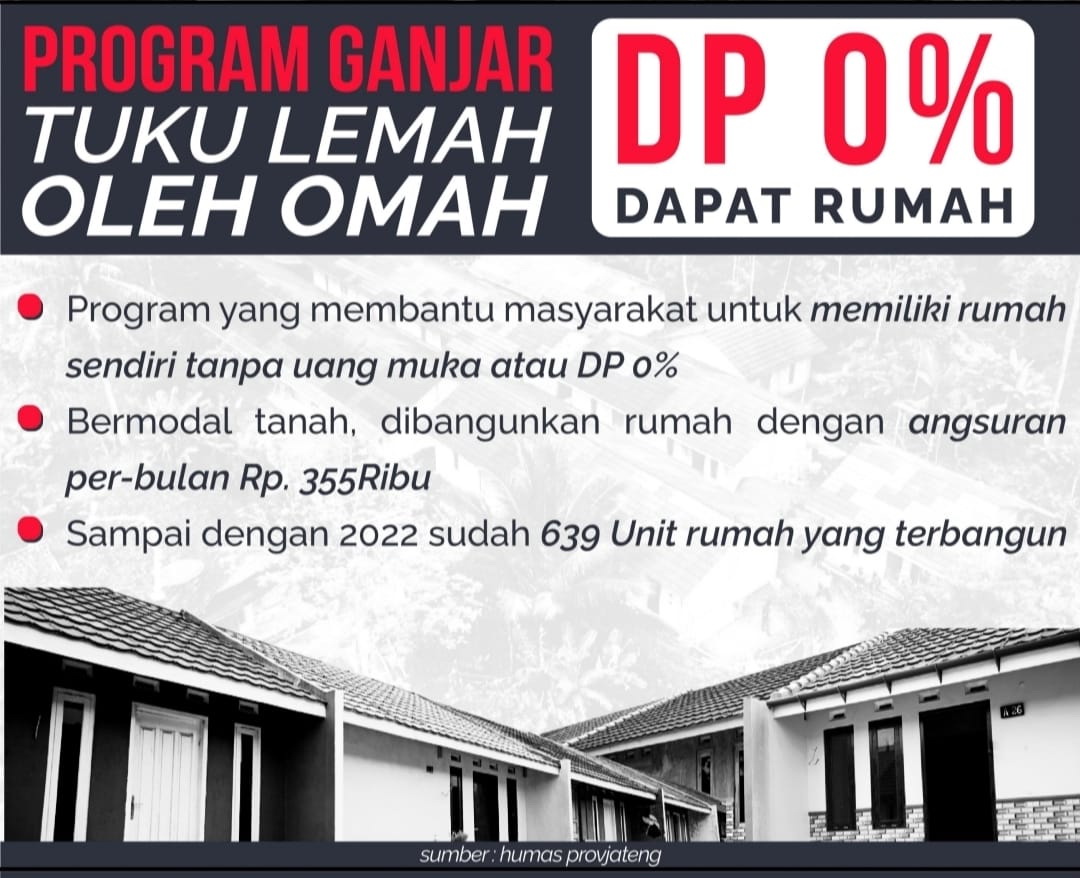 PROGRAM GANJAR
TUKU LEMAH
OLEH OMAH
DP 0%
DAPAT RUMAH
Program yang membantu masyarakat untuk memiliki rumah
sendiri tanpa uang muka atau DP 0%
Bermodal tanah, dibangunkan rumah dengan angsuran
per-bulan Rp. 355Ribu
Sampai dengan 2022 sudah 639 Unit rumah yang terbangun
A 26
sumber : humas provjateng